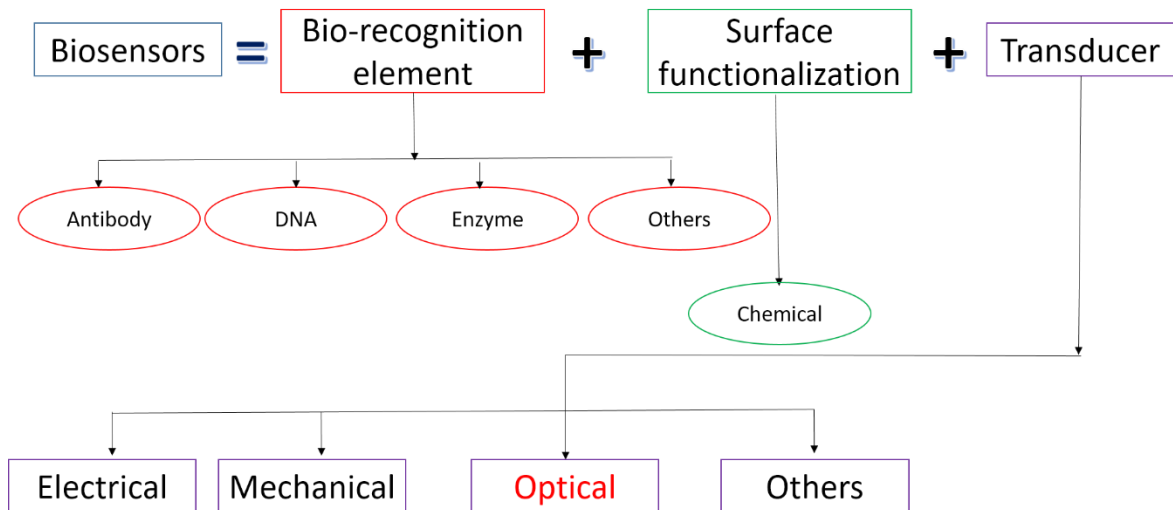 Biosensors = Bio-recognition element + Surface functionalization + Transducer
Antibody DNA Enzyme Others
Chemical
Electrical Mechanical Optical Others